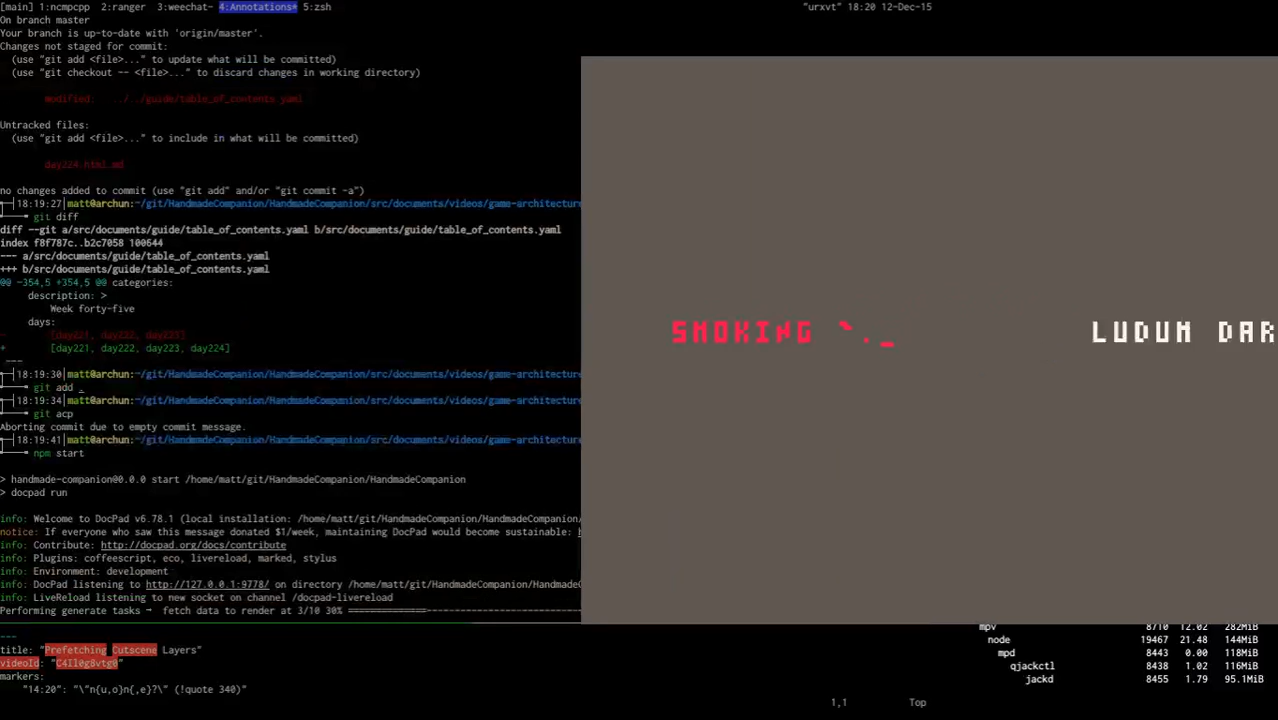 [main] 1:ncmpcpp 2:ranger 3:weechat- 4:Annotations* 5:zsh "urxvt" 18:20 12-Dec-15
On branch master
Your branch is up-to-date with 'origin/master'.
Changes not staged for commit:
(use "git add <file>..." to update what will be committed)
(use "git checkout -- <file>..." to discard changes in working directory)
modified: ../../guide/table_of_contents.yaml
Untracked files:
(use "git add <file>..." to include in what will be committed)
day224.html.md
no changes added to commit (use "git add" and/or "git commit -a")
18:19:27|matt@archun:~/git/HandmadeCompanion/HandmadeCompanion/src/documents/videos/game-architecture
git diff
diff --git a/src/documents/guide/table_of_contents.yaml b/src/documents/guide/table_of_contents.yaml
index f8f787c..b2c7058 100644
--- a/src/documents/guide/table_of_contents.yaml
+++ b/src/documents/guide/table_of_contents.yaml
@@ -354,5 +354,5 @@ categories:
description: >
Week forty-five
days:
- [day221, day222, day223]
+ [day221, day222, day223, day224]
---
18:19:30|matt@archun:~/git/HandmadeCompanion/HandmadeCompanion/src/documents/videos/game-architecture
git add .
18:19:34|matt@archun:~/git/HandmadeCompanion/HandmadeCompanion/src/documents/videos/game-architecture
git acp
Aborting commit due to empty commit message.
18:19:41|matt@archun:~/git/HandmadeCompanion/HandmadeCompanion/src/documents/videos/game-architecture
npm start
> handmade-companion@0.0.0 start /home/matt/git/HandmadeCompanion/HandmadeCompanion
> docpad run
info: Welcome to DocPad v6.78.1 (local installation: /home/matt/git/HandmadeCompanion/HandmadeCompanion/
notice: If everyone who saw this message donated $1/week, maintaining DocPad would become sustainable: h
info: Contribute: http://docpad.org/docs/contribute
info: Plugins: coffeescript, eco, livereload, marked, stylus
info: Environment: development
info: DocPad listening to http://127.0.0.1:9778/ on directory /home/matt/git/HandmadeCompanion/HandmadeC
info: LiveReload listening to new socket on channel /docpad-livereload
Performing generate tasks → fetch data to render at 3/10 30%
SMOKING `._ LUDUM DAR
---
title: "Prefetching Cutscene Layers"
videoId: "C4Il0g8vtg0"
markers:
"14:20": "\"n{u,o}n{,e}?\" (!quote 340)"
1,1 Top
mpv 8710 12.02 282MiB
node 19467 21.48 144MiB
mpd 8443 0.00 118MiB
qjackctl 8438 1.02 116MiB
jackd 8455 1.79 95.1MiB